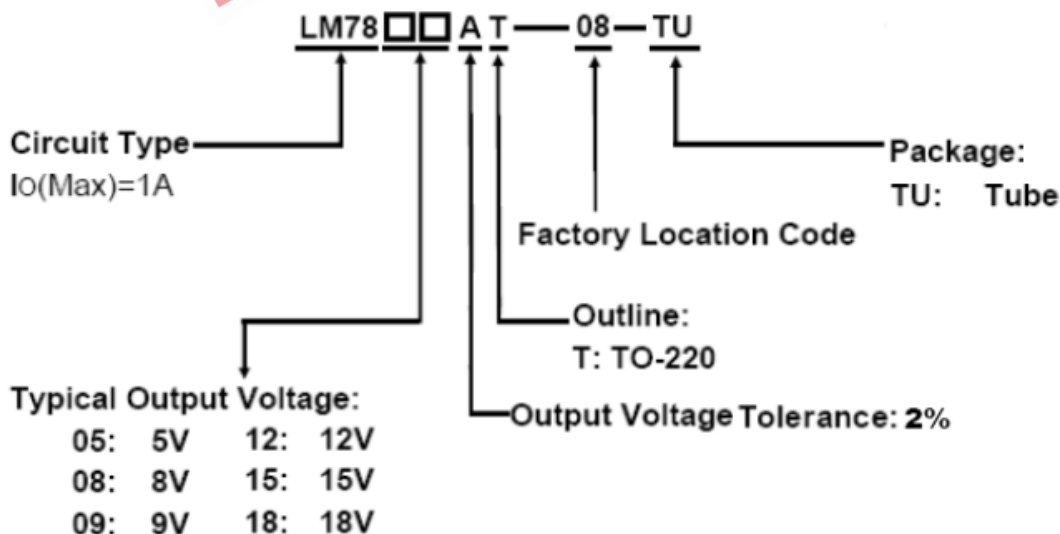 LM78□□ A T — 08 — TU
Circuit Type
IO(Max)=1A
Package:
TU: Tube
Factory Location Code
Outline:
T: TO-220
Typical Output Voltage:
Output Voltage Tolerance: 2%
05: 5V 12: 12V
08: 8V 15: 15V
09: 9V 18: 18V